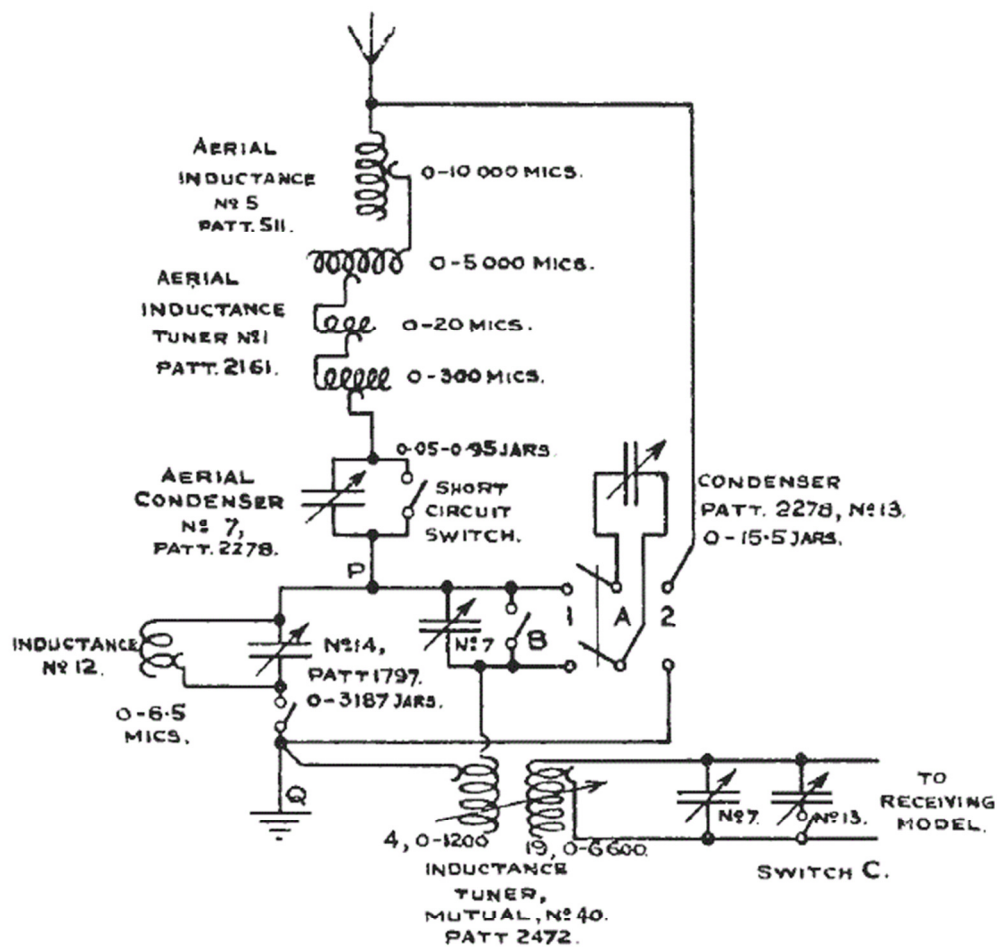 AERIAL
INDUCTANCE
Nº 5
PATT. 511.
0-10 000 MICS.
0-5 000 MICS.
AERIAL
INDUCTANCE
TUNER Nº1
PATT. 2161.
0-20 MICS.
0-300 MICS.
0·05-0·95 JARS.
AERIAL
CONDENSER
Nº 7,
PATT. 2278.
SHORT
CIRCUIT
SWITCH.
CONDENSER
PATT. 2278, Nº 13.
0-15·5 JARS.
P
1
A
2
B
Nº 7
INDUCTANCE
Nº 12.
Nº14,
PATT 1797.
0-3187 JARS.
0-6·5
MICS.
Q
4, 0-1200
19, 0-6600.
INDUCTANCE
TUNER,
MUTUAL, Nº 40.
PATT 2472.
Nº7.
Nº13.
TO
RECEIVING
MODEL.
SWITCH C.